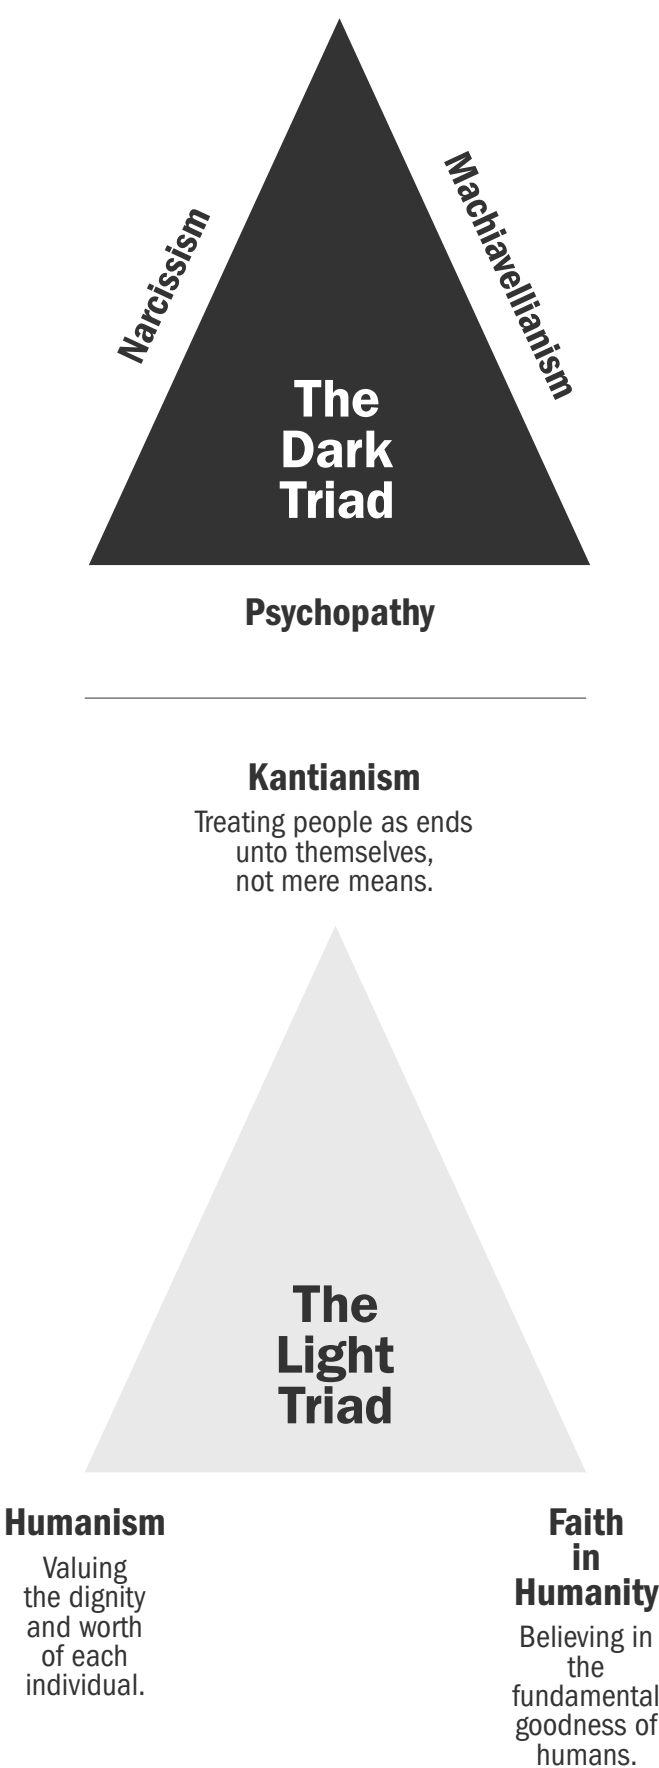 Narcissism
Machiavellianism
The
Dark
Triad
Psychopathy
Kantianism
Treating people as ends
unto themselves,
not mere means.
The
Light
Triad
Humanism
Valuing
the dignity
and worth
of each
individual.
Faith
in
Humanity
Believing in
the
fundamental
goodness of
humans.